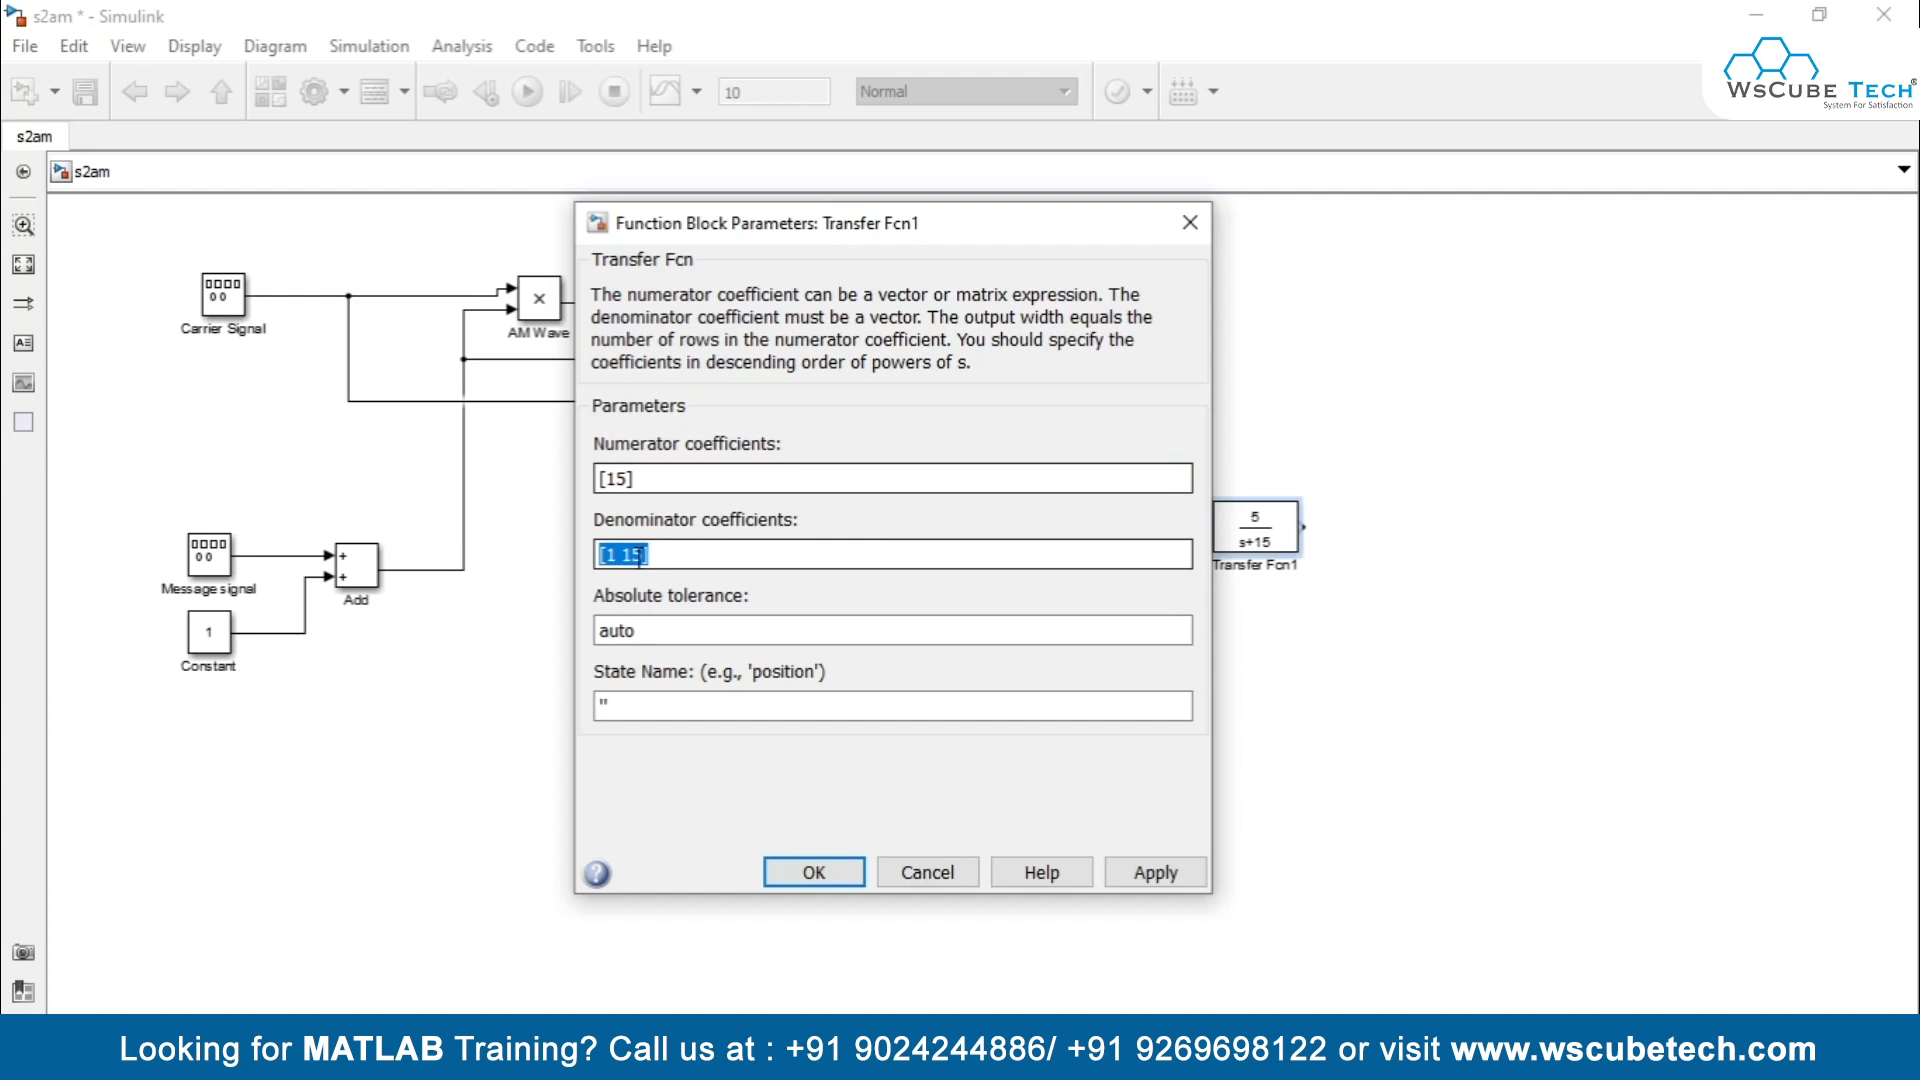 s2am * - Simulink
File Edit View Display Diagram Simulation Analysis Code Tools Help
10 Normal
WsCube Tech®
System For Satisfaction
s2am
s2am
Function Block Parameters: Transfer Fcn1
Transfer Fcn
The numerator coefficient can be a vector or matrix expression. The
denominator coefficient must be a vector. The output width equals the
number of rows in the numerator coefficient. You should specify the
coefficients in descending order of powers of s.
Parameters
Numerator coefficients:
[15]
Denominator coefficients:
[1 15]
Absolute tolerance:
auto
State Name: (e.g., 'position')
''
OK Cancel Help Apply
Carrier Signal
×
AM Wave
Message signal
+
+
Add
1
Constant
5
s+15
Transfer Fcn1
Looking for MATLAB Training? Call us at : +91 9024244886/ +91 9269698122 or visit www.wscubetech.com